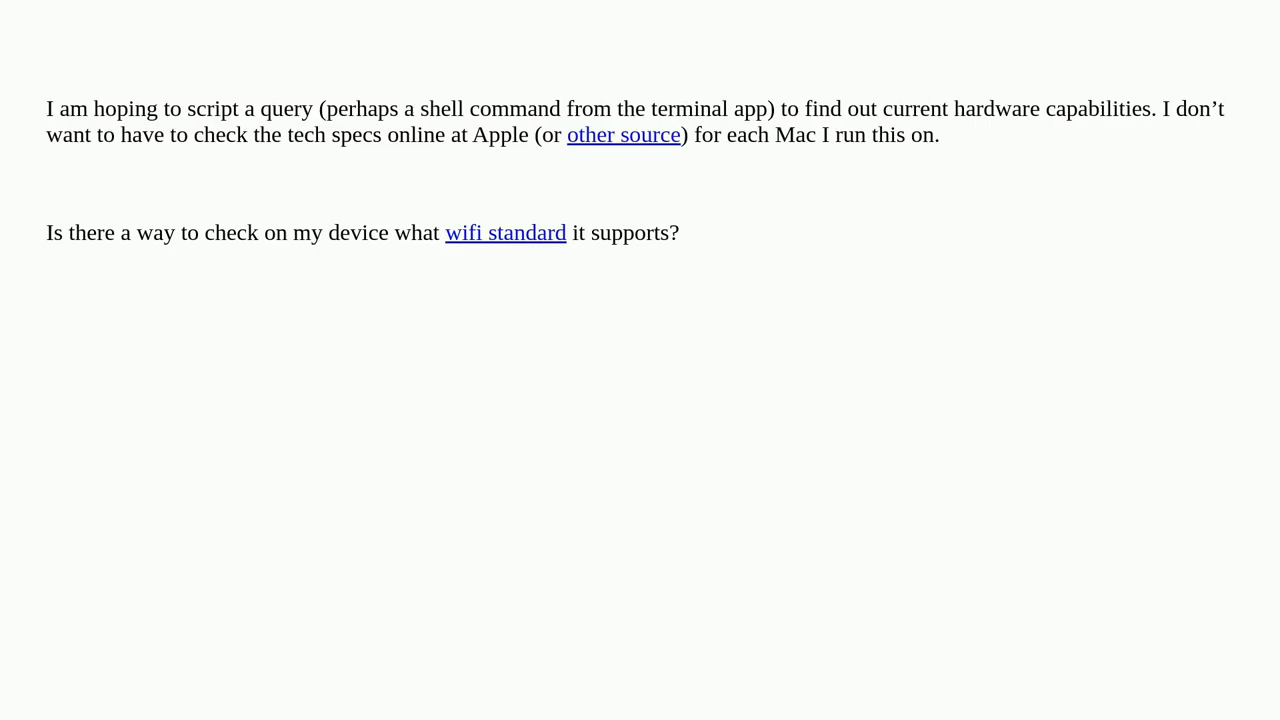 I am hoping to script a query (perhaps a shell command from the terminal app) to find out current hardware capabilities. I don’t
want to have to check the tech specs online at Apple (or other source) for each Mac I run this on.
Is there a way to check on my device what wifi standard it supports?